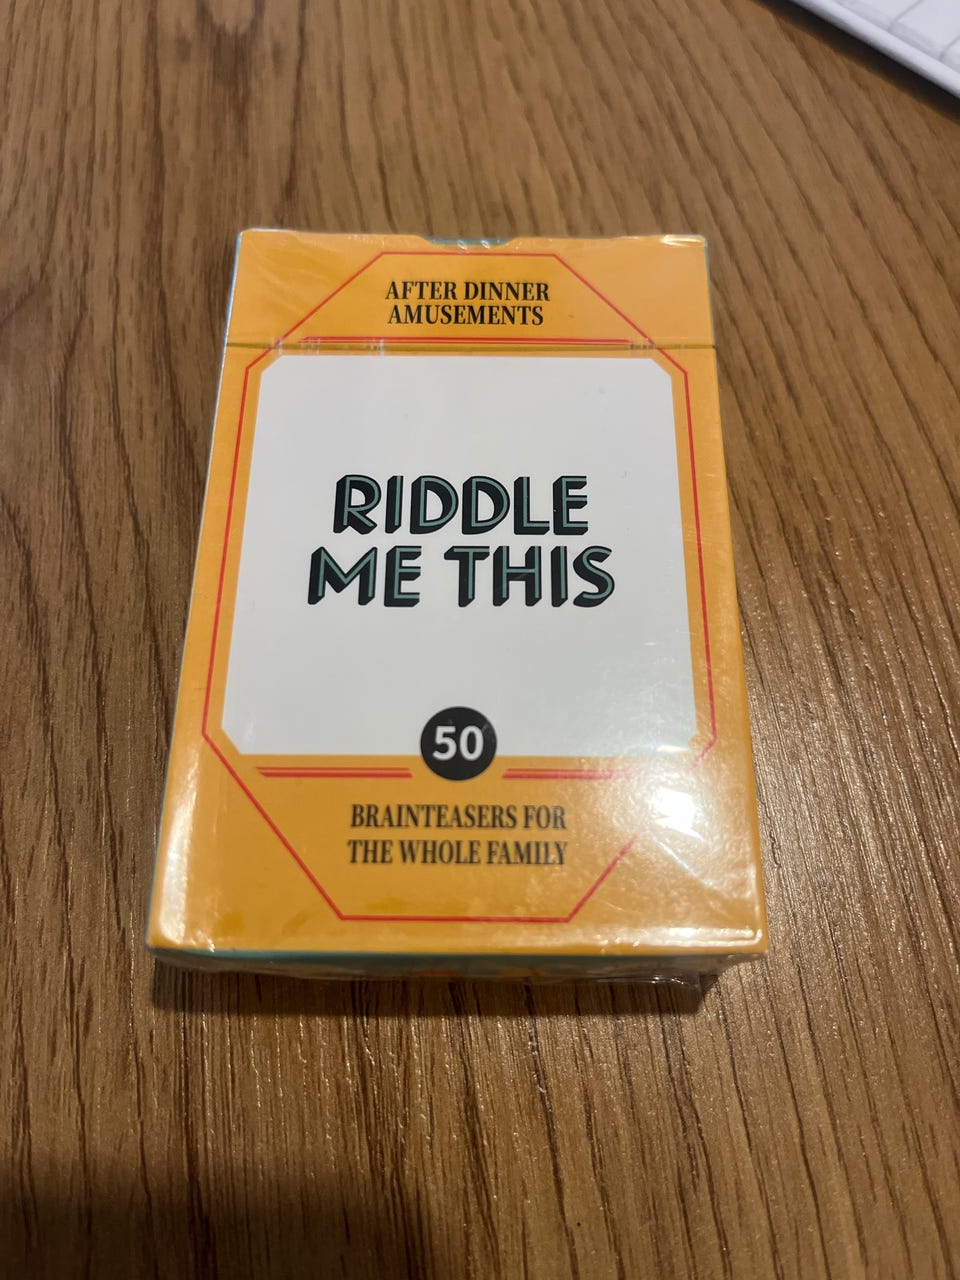 AFTER DINNER
AMUSEMENTS
RIDDLE
ME THIS
50
BRAINTEASERS FOR
THE WHOLE FAMILY